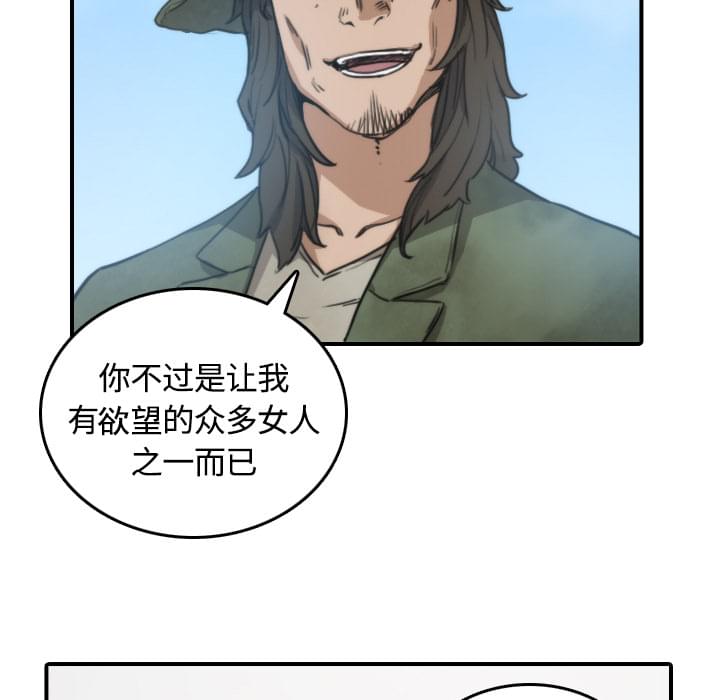 你不过是让我
有欲望的众多女人
之一而已